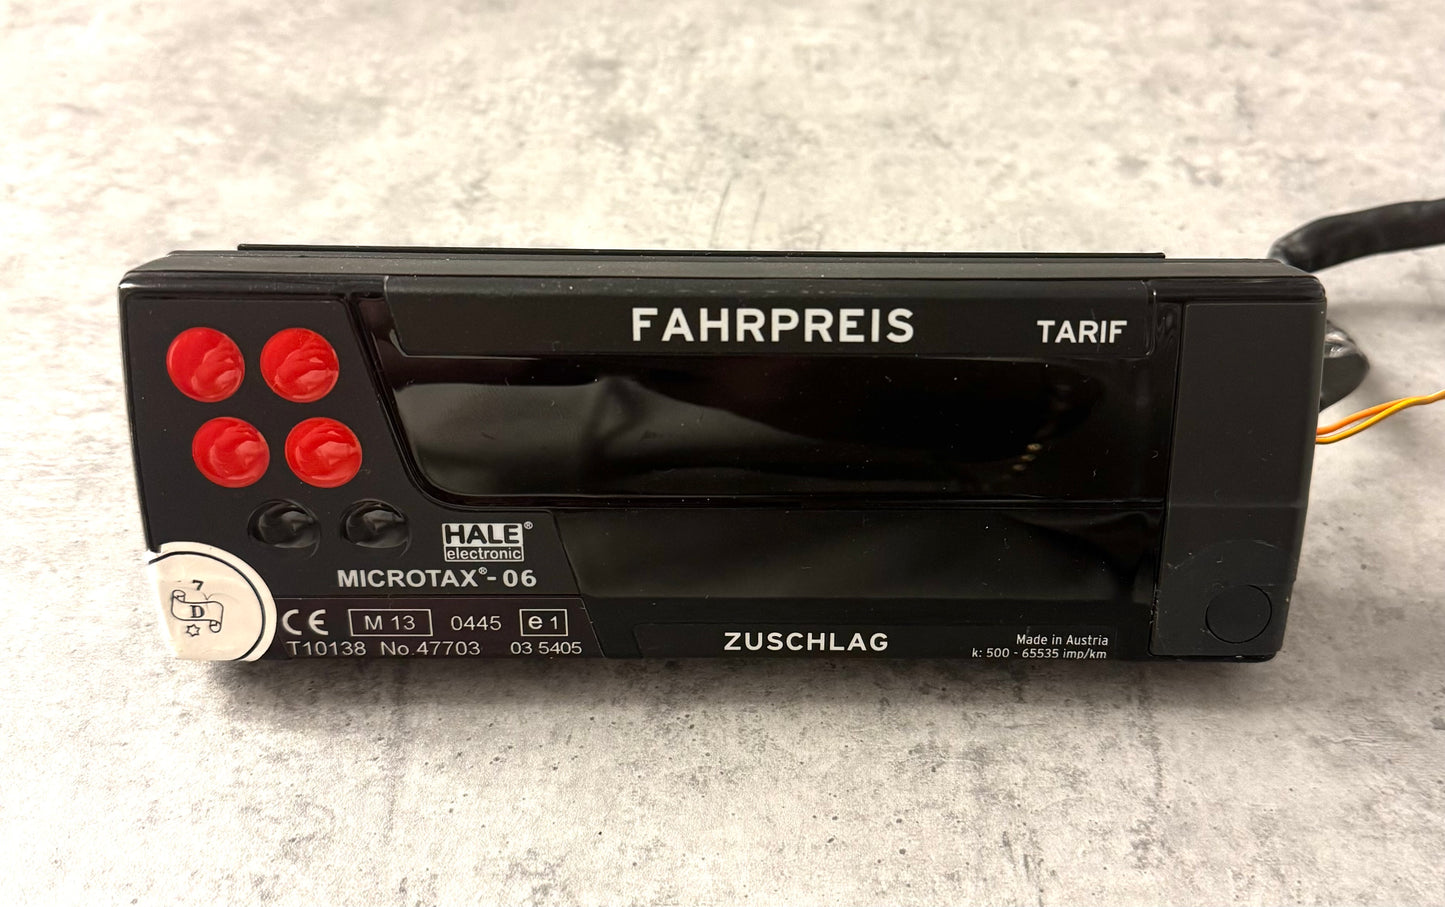 FAHRPREIS TARIF
HALE®
electronic
MICROTAX®-06
7
D
CE M 13 0445 e 1
T10138 No.47703 03 5405
ZUSCHLAG
Made in Austria
k: 500 - 65535 imp/km